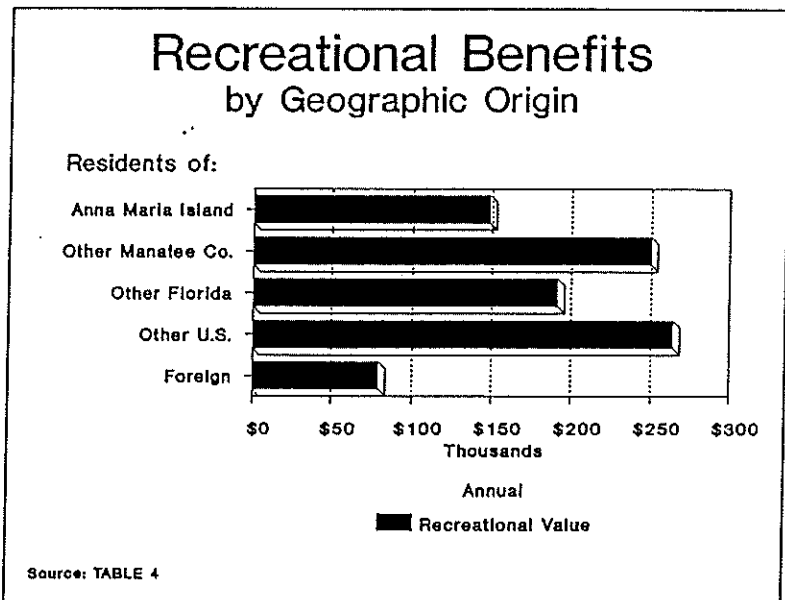 Recreational Benefits
by Geographic Origin
Residents of:
Anna Maria Island
Other Manatee Co.
Other Florida
Other U.S.
Foreign
$0 $50 $100 $150 $200 $250 $300
Thousands
Annual
Recreational Value
Source: TABLE 4